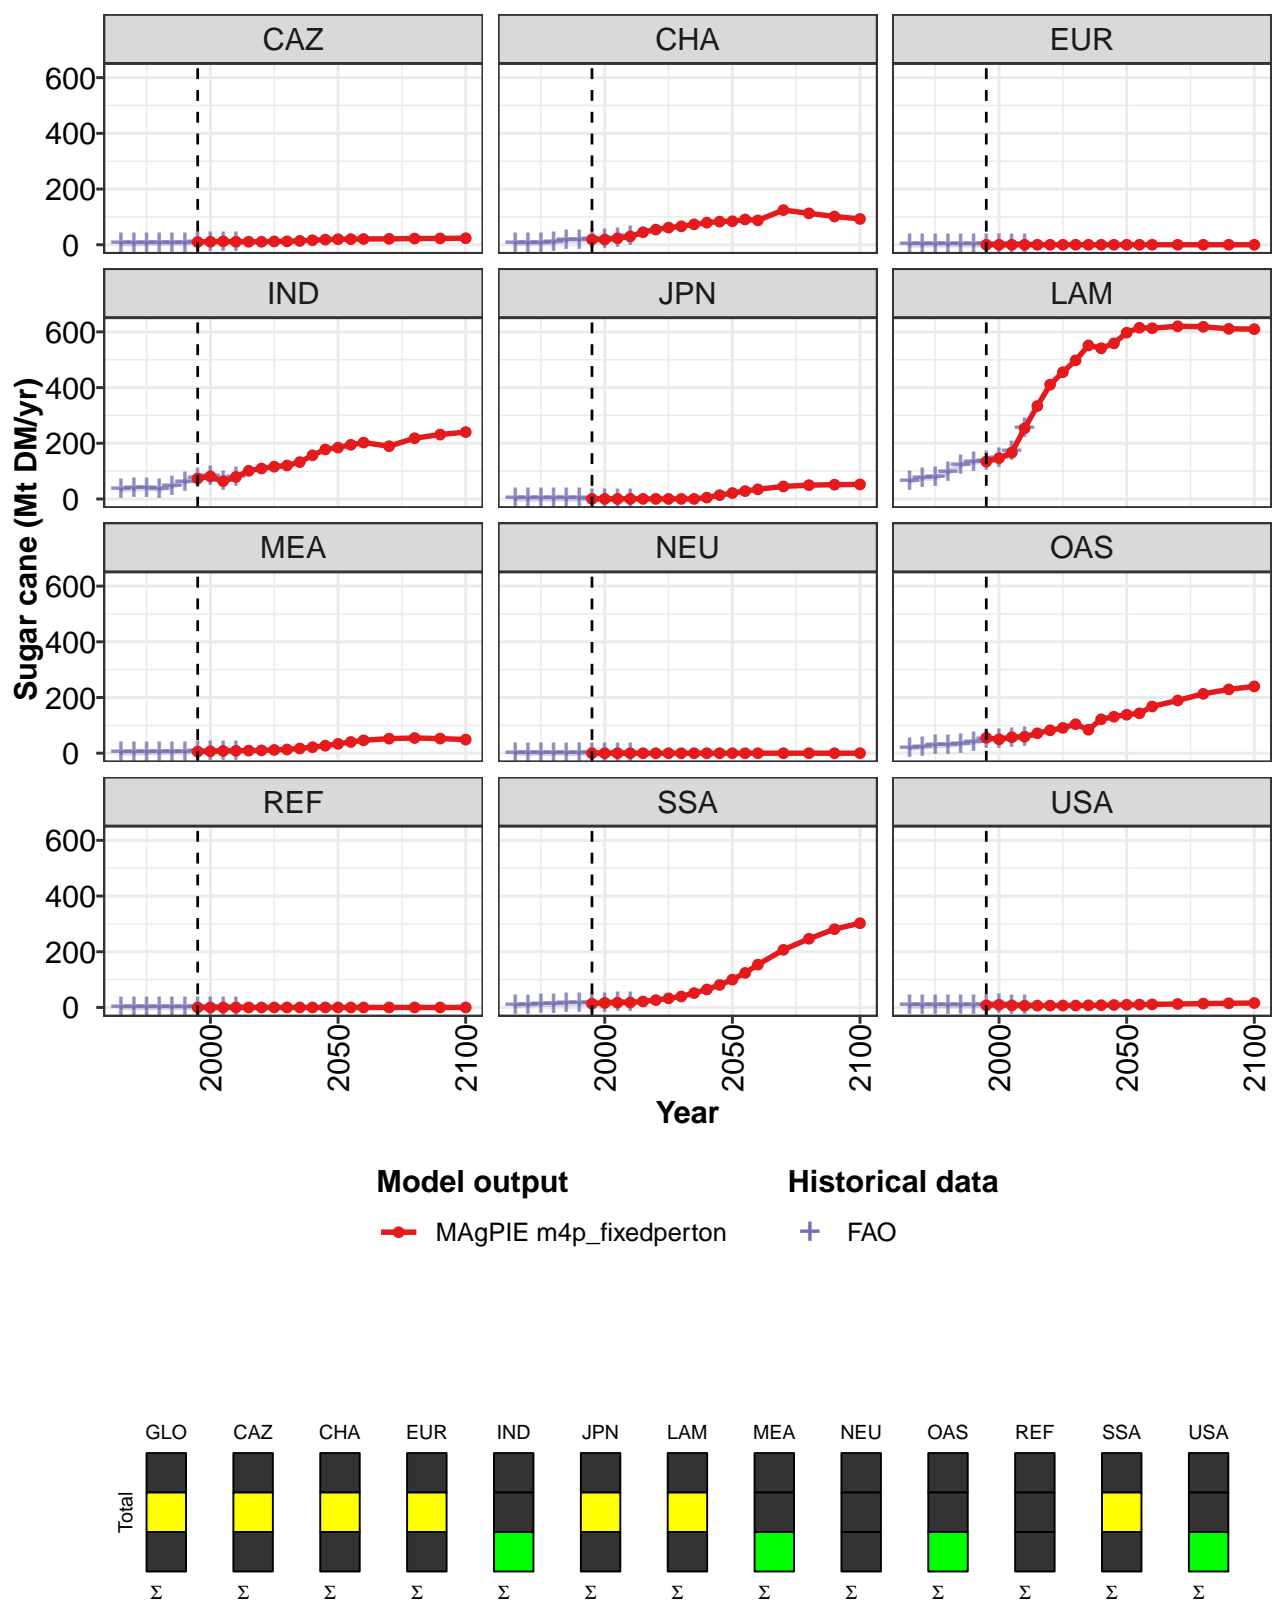 CAZ CHA EUR
600
400
200
0
IND JPN LAM
600
400
200
0
MEA NEU OAS
600
400
200
0
REF SSA USA
600
400
200
0
Sugar cane (Mt DM/yr)
2000 2050 2100 2000 2050 2100 2000 2050 2100
Year
Model output Historical data
MAgPIE m4p_fixedperton FAO
GLO CAZ CHA EUR IND JPN LAM MEA NEU OAS REF SSA USA
Total
Σ Σ Σ Σ Σ Σ Σ Σ Σ Σ Σ Σ Σ